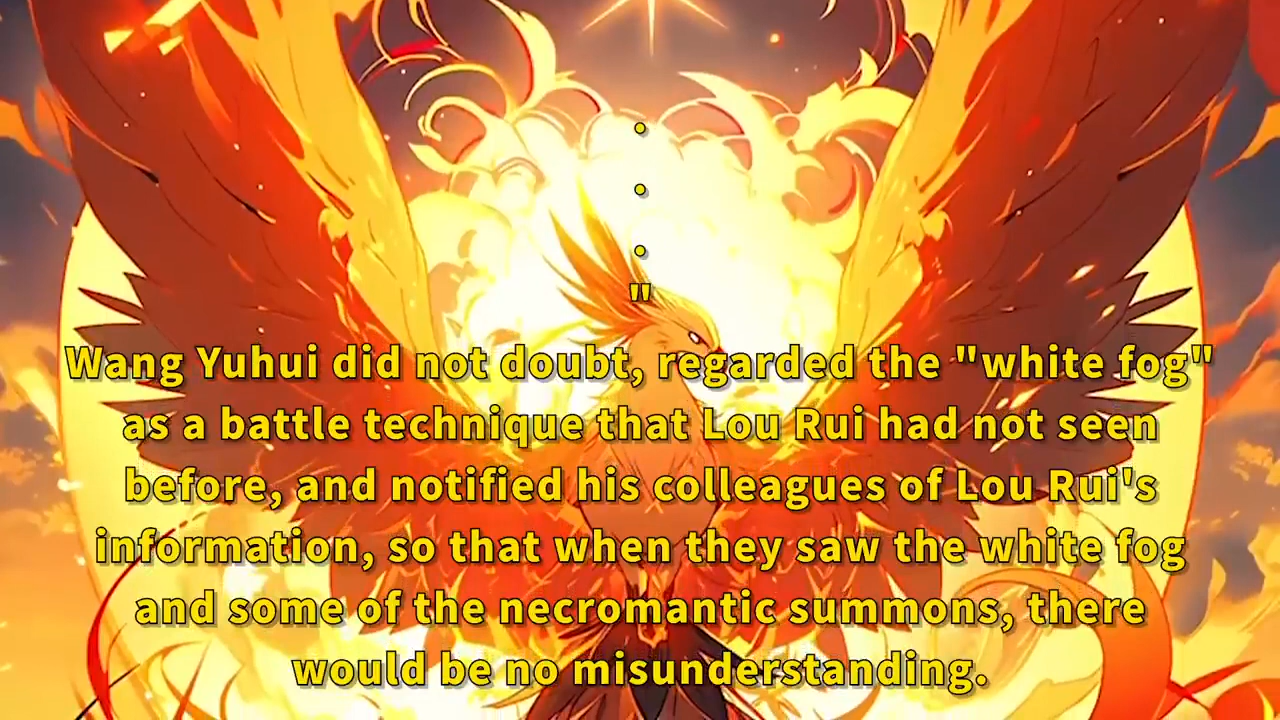 .
.
.
"
Wang Yuhui did not doubt, regarded the "white fog"
as a battle technique that Lou Rui had not seen
before, and notified his colleagues of Lou Rui's
information, so that when they saw the white fog
and some of the necromantic summons, there
would be no misunderstanding.